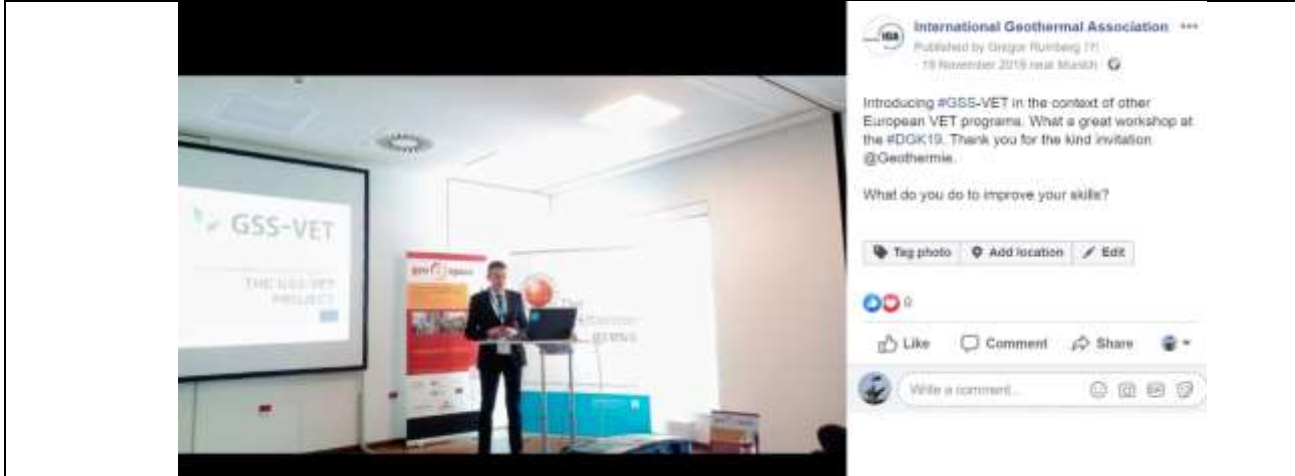 GSS-VET
THE GSS-VET
PROJECT
International Geothermal Association
Published by Gregor Rumberg
19 November 2019 near Munich
Introducing #GSS-VET in the context of other
European VET programs. What a great workshop at
the #DGK19. Thank you for the kind invitation
@Geothermie.
What do you do to improve your skills?
Tag photo Add location Edit
Like Comment Share
Write a comment...